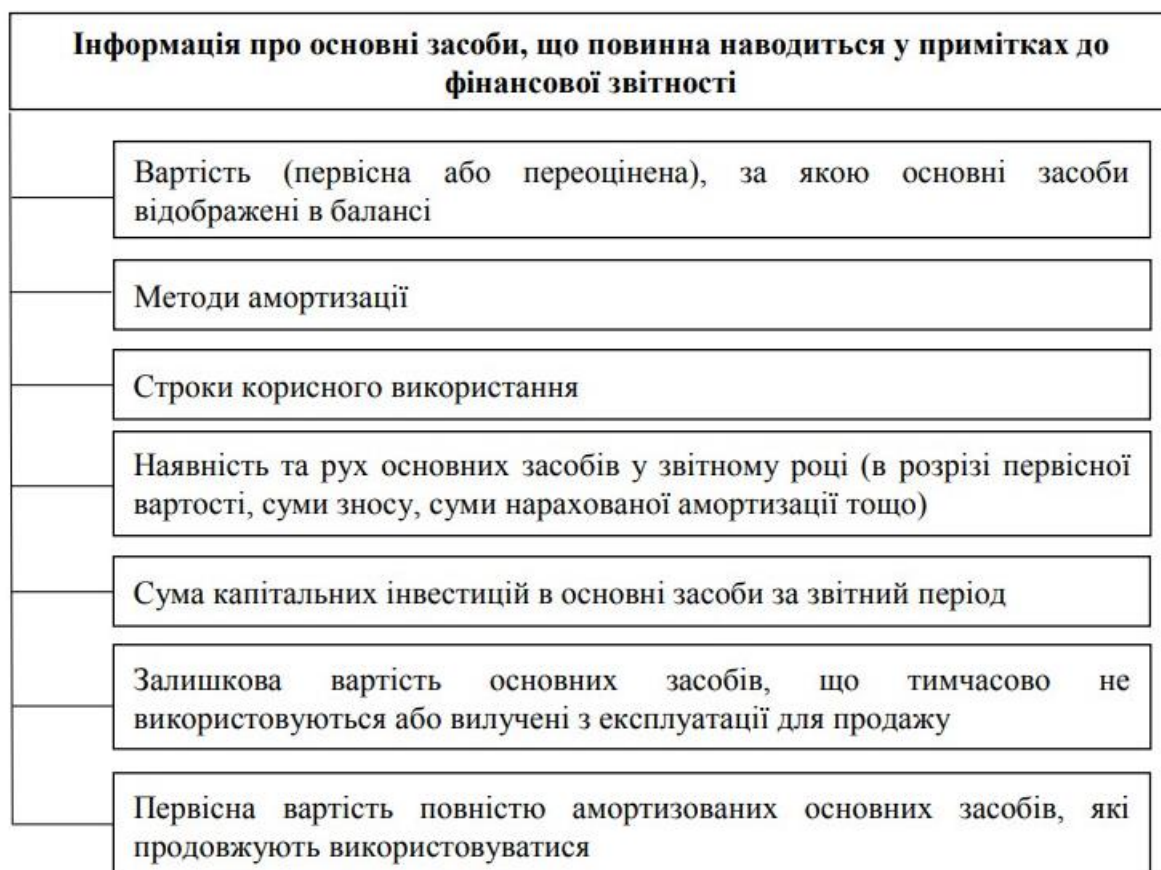 Інформація про основні засоби, що повинна наводиться у примітках до
фінансової звітності
Вартість (первісна або переоцінена), за якою основні засоби
відображені в балансі
Методи амортизації
Строки корисного використання
Наявність та рух основних засобів у звітному році (в розрізі первісної
вартості, суми зносу, суми нарахованої амортизації тощо)
Сума капітальних інвестицій в основні засоби за звітний період
Залишкова вартість основних засобів, що тимчасово не
використовуються або вилучені з експлуатації для продажу
Первісна вартість повністю амортизованих основних засобів, які
продовжують використовуватися